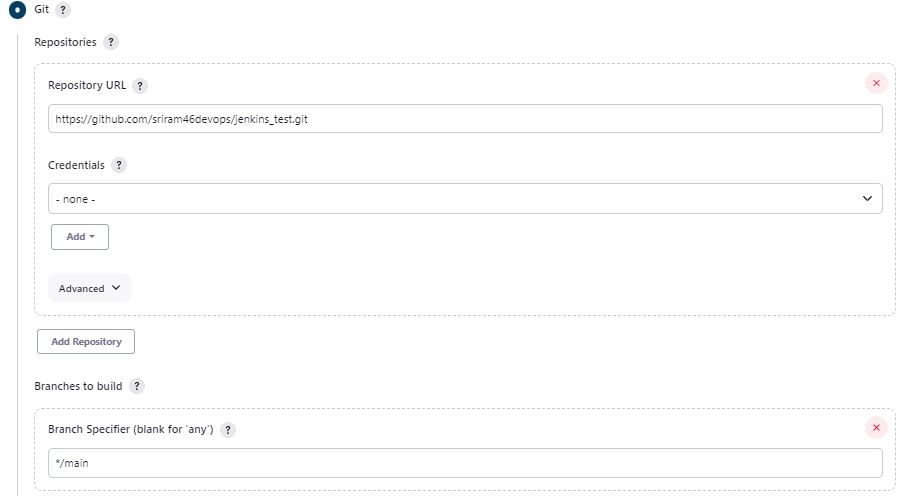 Git ?
Repositories ?
Repository URL ?
https://github.com/sriram46devops/jenkins_test.git
Credentials ?
- none -
Add
Advanced
Add Repository
Branches to build ?
Branch Specifier (blank for 'any') ?
*/main